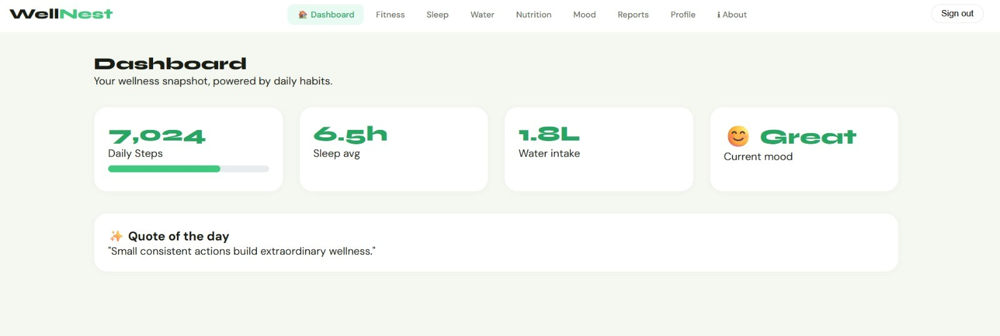 WellNest
🏠 Dashboard Fitness Sleep Water Nutrition Mood Reports Profile ℹ About Sign out
Dashboard
Your wellness snapshot, powered by daily habits.
7,024
Daily Steps
6.5h
Sleep avg
1.8L
Water intake
😊 Great
Current mood
✨ Quote of the day
"Small consistent actions build extraordinary wellness."